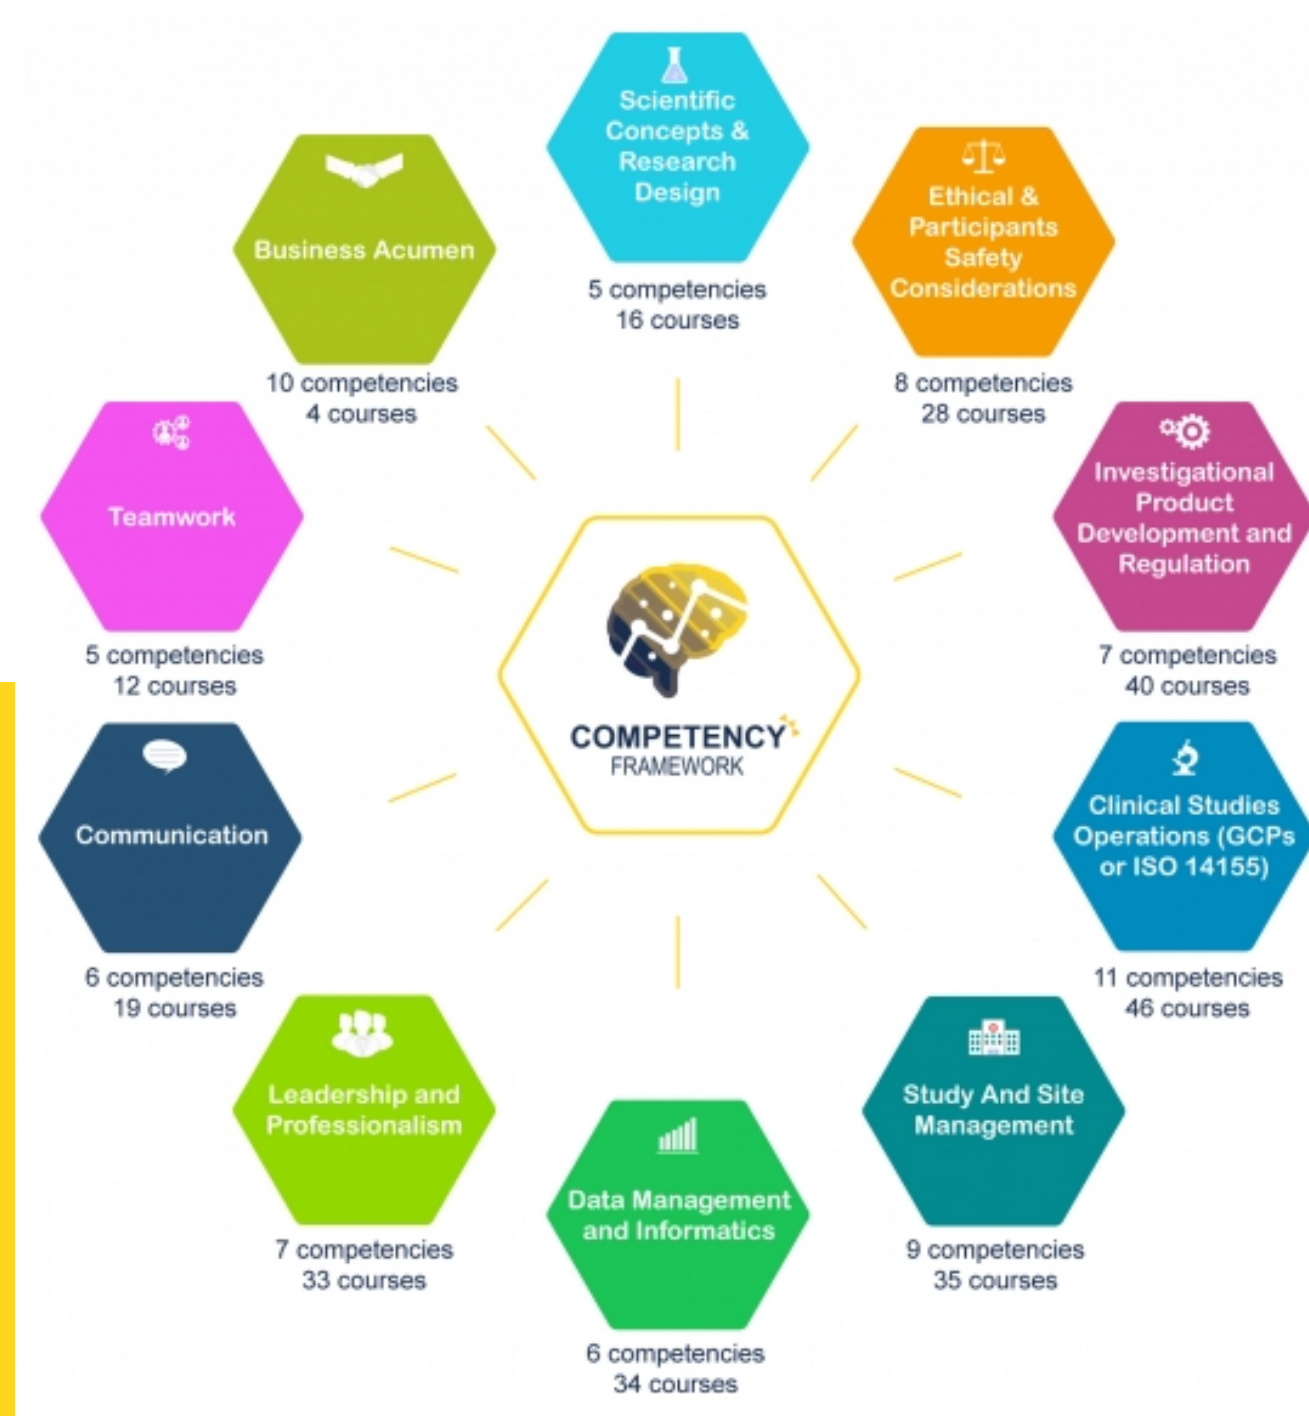 Scientific
Concepts &
Research
Design
5 competencies
16 courses
Ethical &
Participants
Safety
Considerations
8 competencies
28 courses
Investigational
Product
Development and
Regulation
7 competencies
40 courses
Clinical Studies
Operations (GCPs
or ISO 14155)
11 competencies
46 courses
Study And Site
Management
9 competencies
35 courses
Data Management
and Informatics
6 competencies
34 courses
Leadership and
Professionalism
7 competencies
33 courses
Communication
6 competencies
19 courses
Teamwork
5 competencies
12 courses
Business Acumen
10 competencies
4 courses
COMPETENCY
FRAMEWORK